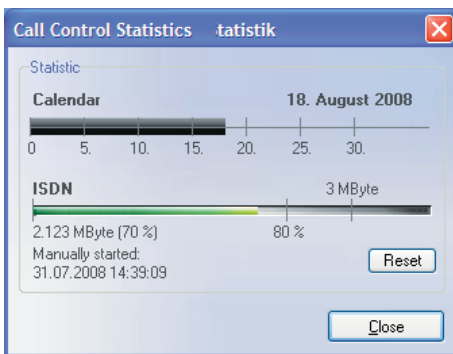 Call Control Statistics tatistik
Statistic
Calendar 18. August 2008
0 5. 10. 15. 20. 25. 30.
ISDN 3 MByte
2.123 MByte (70 %) 80 %
Manually started:
31.07.2008 14:39:09
Reset
Close